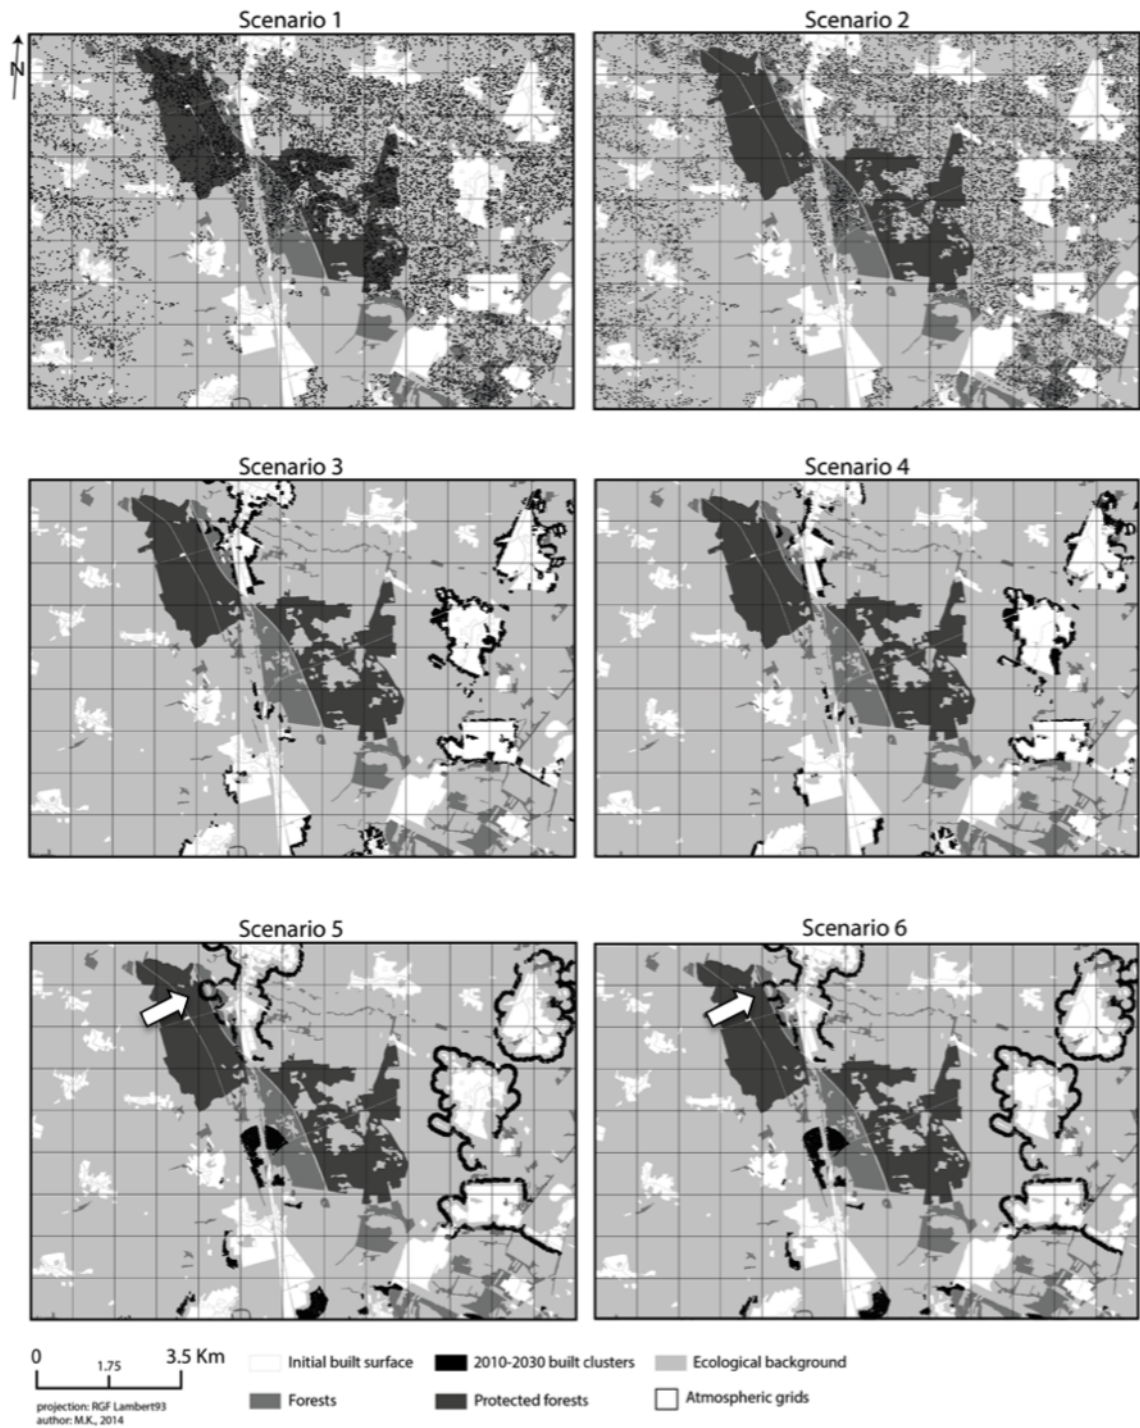 Scenario 1
Scenario 2
N
Scenario 3
Scenario 4
Scenario 5
Scenario 6
0 1.75 3.5 Km
projection: RGF Lambert93
author: M.K., 2014
Initial built surface
2010-2030 built clusters
Ecological background
Forests
Protected forests
Atmospheric grids